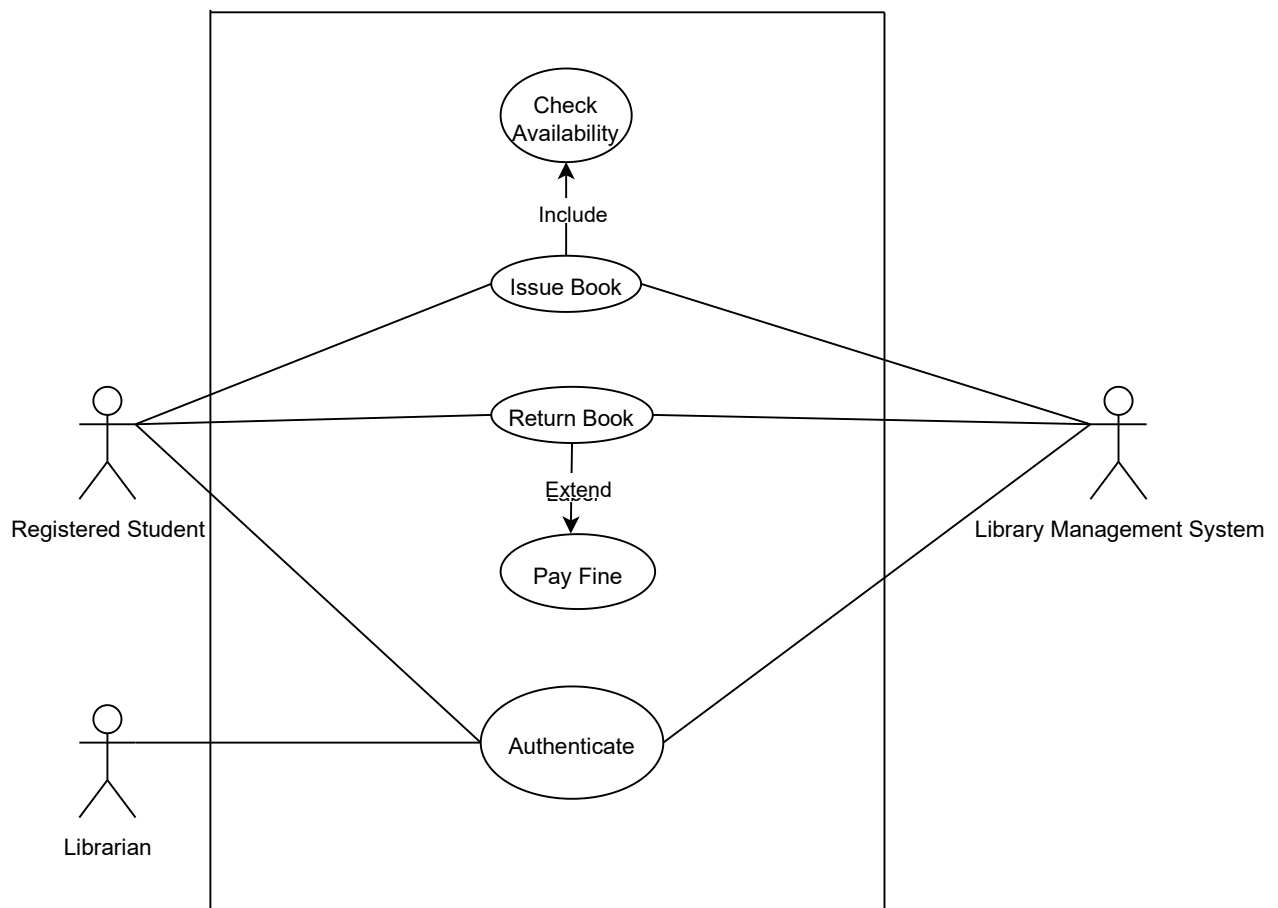 Check
Availability
Include
Issue Book
Return Book
Extend
Registered Student
Library Management System
Pay Fine
Authenticate
Librarian